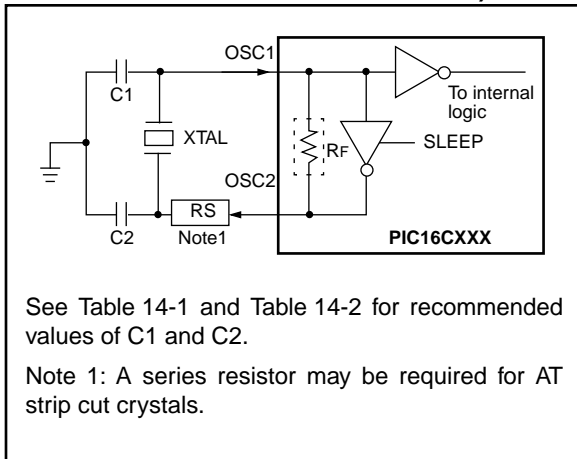 OSC1
C1
To internal
logic
XTAL
RF
SLEEP
OSC2
RS
C2
Note1
PIC16CXXX
See Table 14-1 and Table 14-2 for recommended
values of C1 and C2.
Note 1: A series resistor may be required for AT
strip cut crystals.